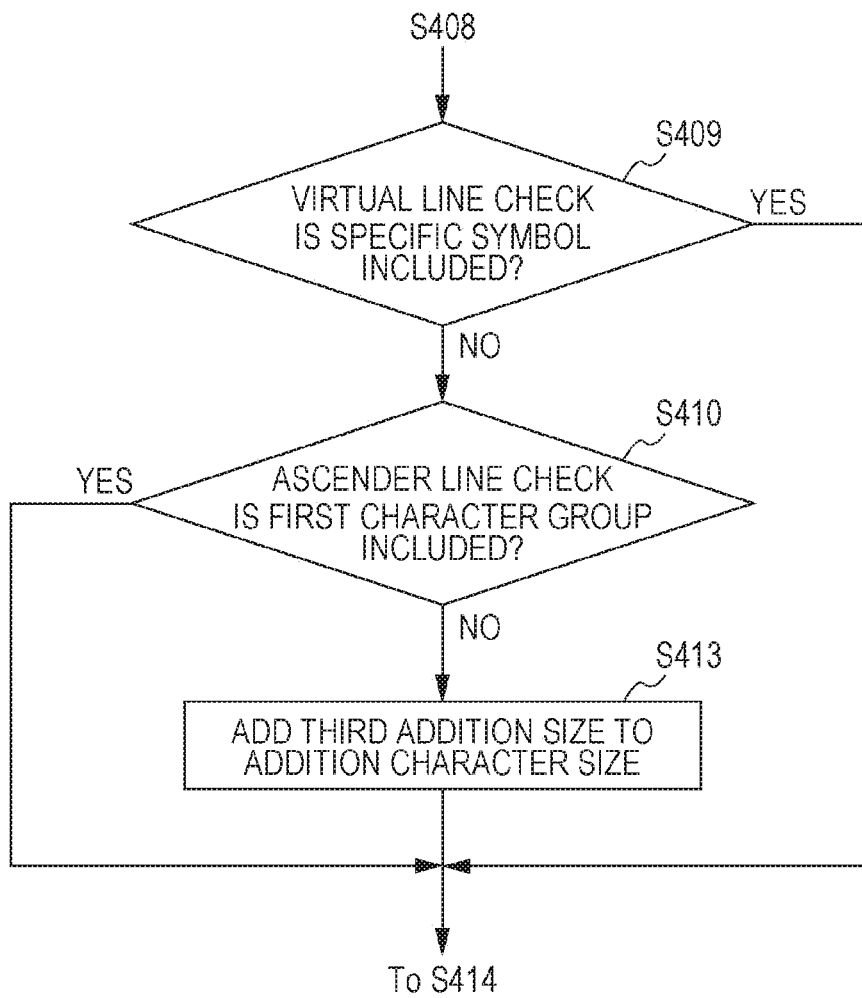 S408
S409
VIRTUAL LINE CHECK
IS SPECIFIC SYMBOL
INCLUDED?
YES
NO
S410
YES
ASCENDER LINE CHECK
IS FIRST CHARACTER GROUP
INCLUDED?
NO
S413
ADD THIRD ADDITION SIZE TO
ADDITION CHARACTER SIZE
To S414